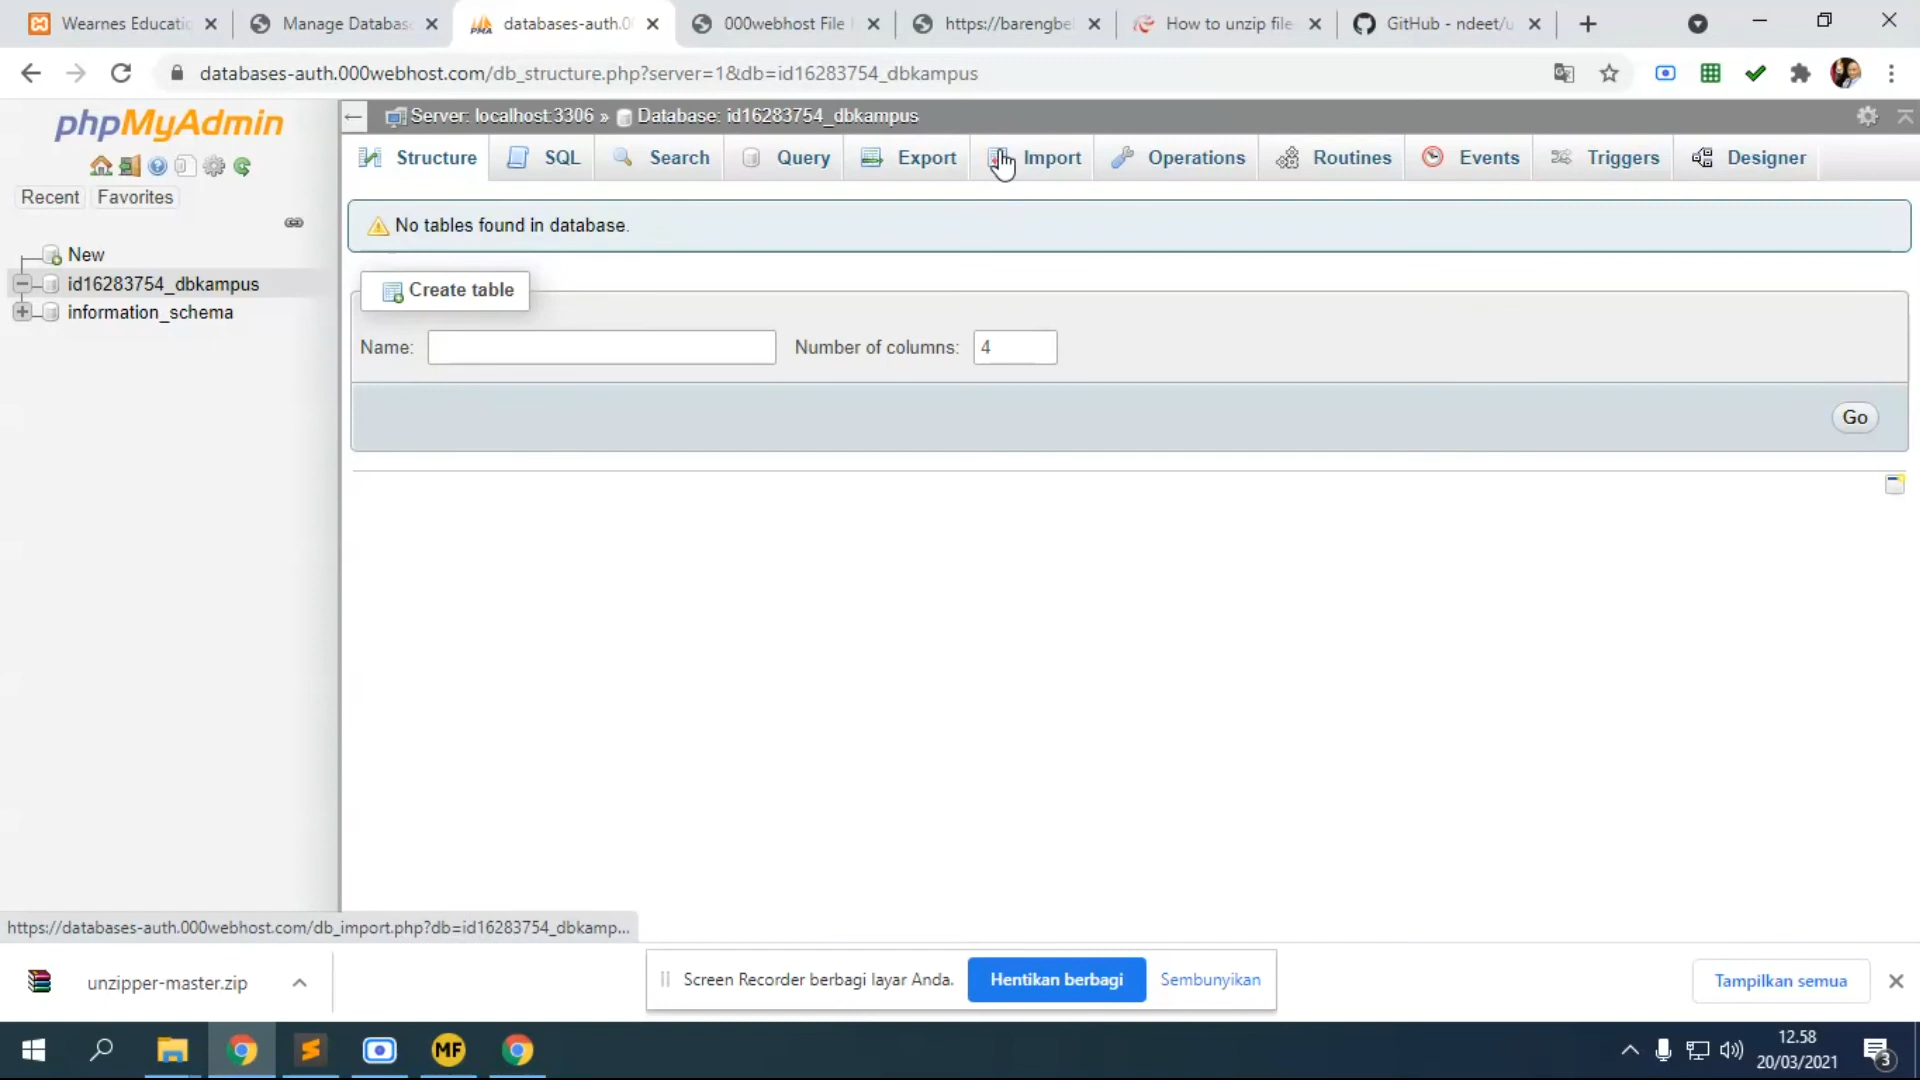 Wearnes Educatio
Manage Databas
databases-auth.0
000webhost File
https://barengbe
How to unzip file
GitHub - ndeet/u
databases-auth.000webhost.com/db_structure.php?server=1&db=id16283754_dbkampus
phpMyAdmin
Recent
Favorites
New
id16283754_dbkampus
information_schema
Server: localhost:3306 » Database: id16283754_dbkampus
Structure
SQL
Search
Query
Export
Import
Operations
Routines
Events
Triggers
Designer
No tables found in database.
Create table
Name:
Number of columns: 4
Go
https://databases-auth.000webhost.com/db_import.php?db=id16283754_dbkamp...
unzipper-master.zip
Screen Recorder berbagi layar Anda.
Hentikan berbagi
Sembunyikan
Tampilkan semua
MF
12.58
20/03/2021
3